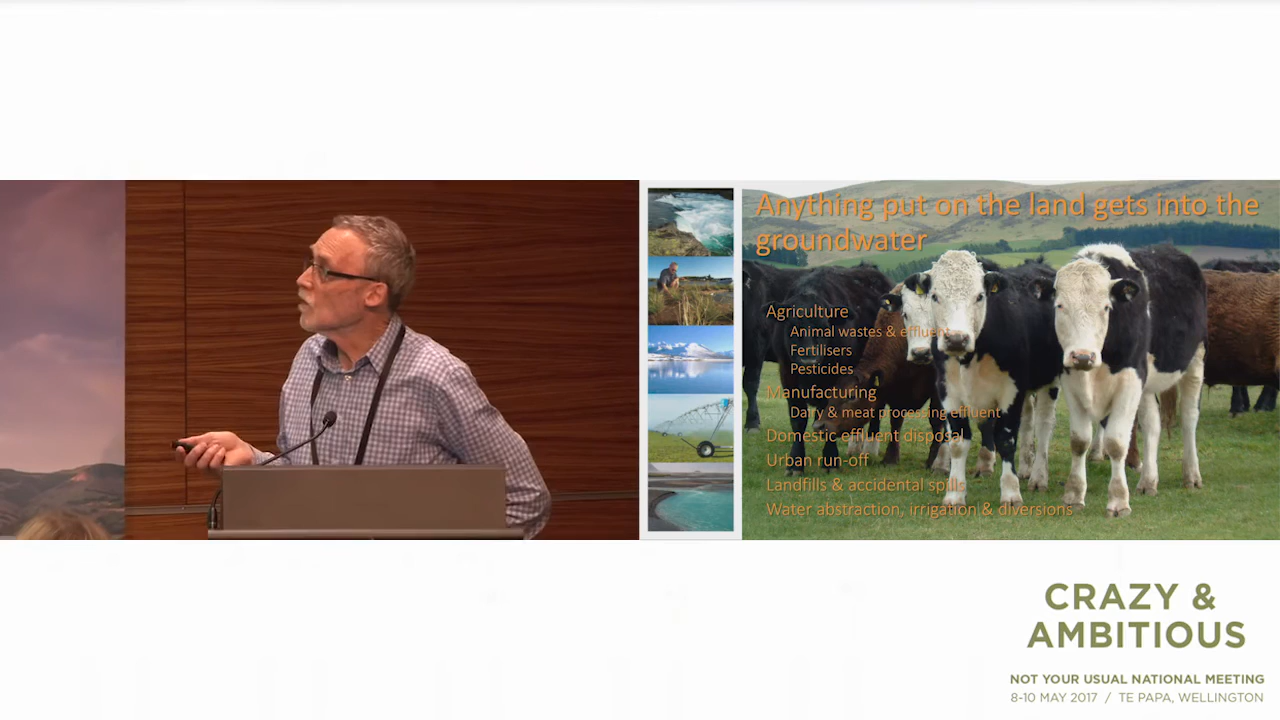 Anything put on the land gets into the
groundwater
Agriculture
Animal wastes & effluent
Fertilisers
Pesticides
Manufacturing
Dairy & meat processing effluent
Domestic effluent disposal
Urban run-off
Landfills & accidental spills
Water abstraction, irrigation & diversions
CRAZY &
AMBITIOUS
NOT YOUR USUAL NATIONAL MEETING
8-10 MAY 2017 / TE PAPA, WELLINGTON